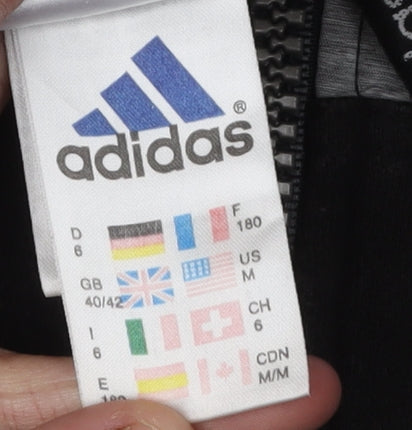 adidas®
D 6 F 180
GB 40/42 US M
I 6 CH 6
E CDN M/M